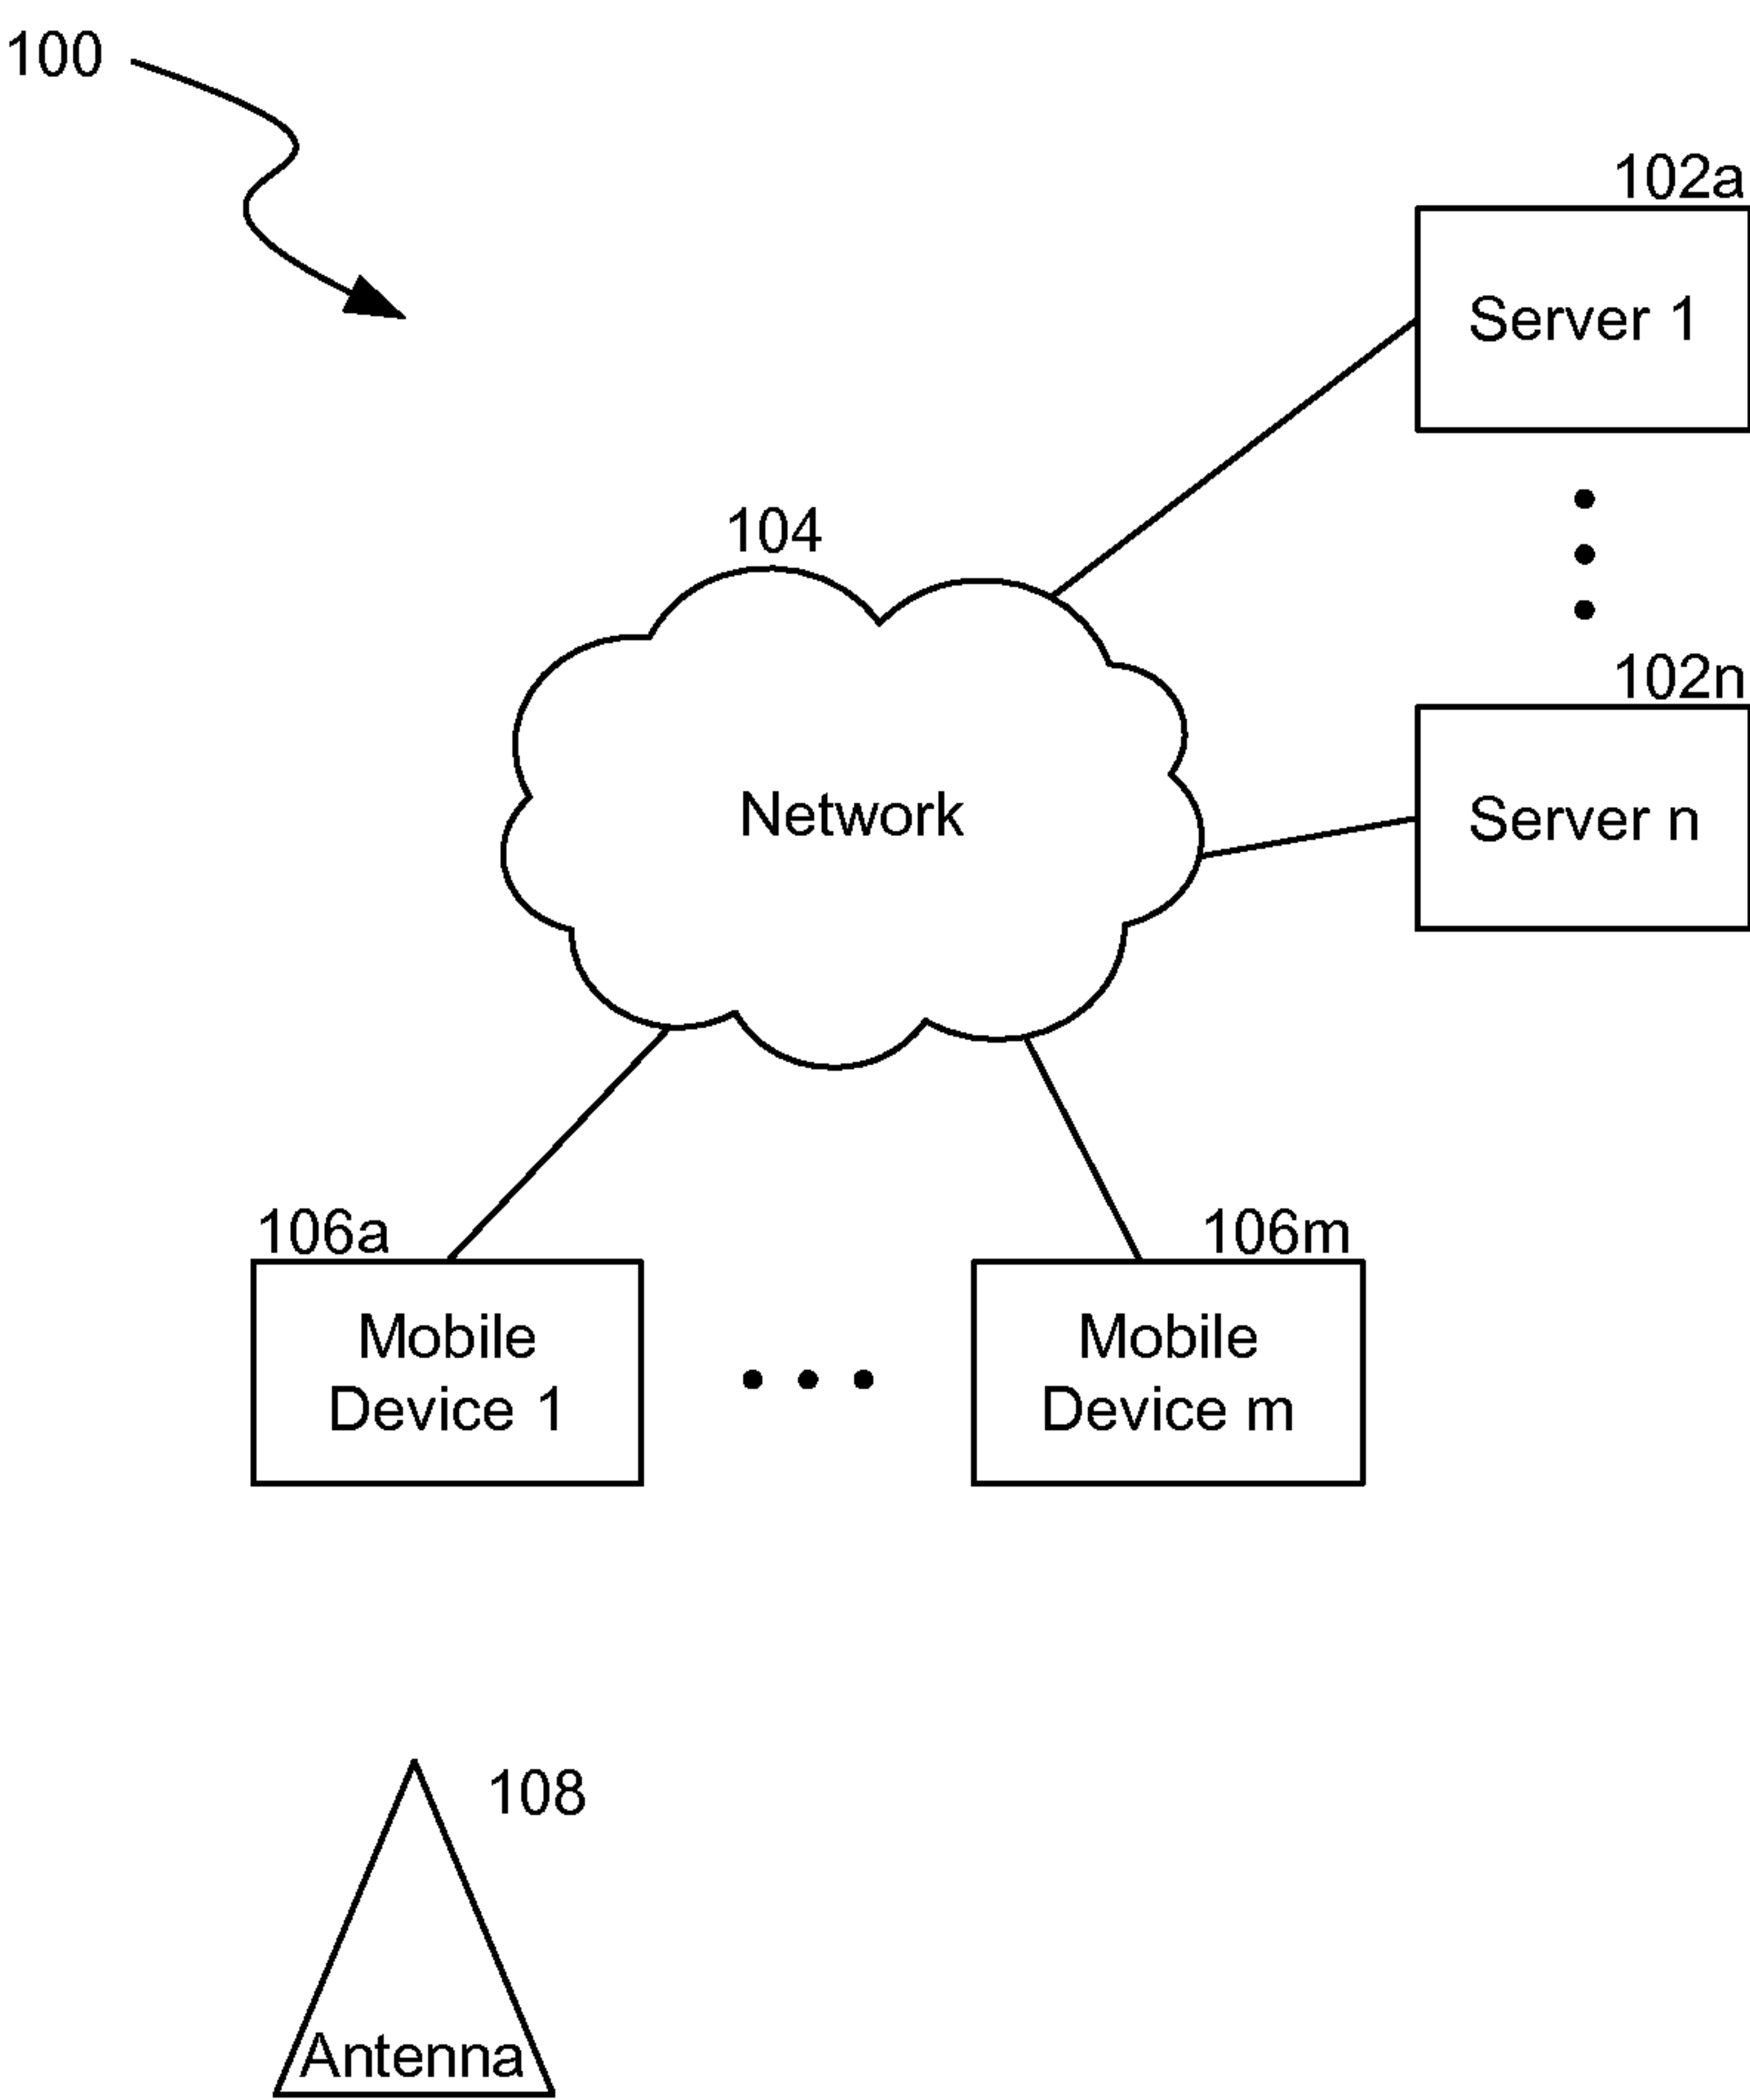 100
102a
Server 1
104
102n
Network
Server n
106a
106m
Mobile
Device 1
Mobile
Device m
108
Antenna